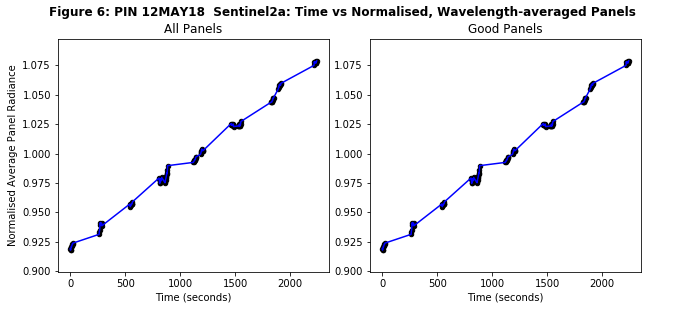 Figure 6: PIN 12MAY18  Sentinel2a: Time vs Normalised, Wavelength-averaged Panels
All Panels
Good Panels
Normalised Average Panel Radiance
1.075
1.050
1.025
1.000
0.975
0.950
0.925
0.900
0 500 1000 1500 2000
Time (seconds)
1.075
1.050
1.025
1.000
0.975
0.950
0.925
0.900
0 500 1000 1500 2000
Time (seconds)